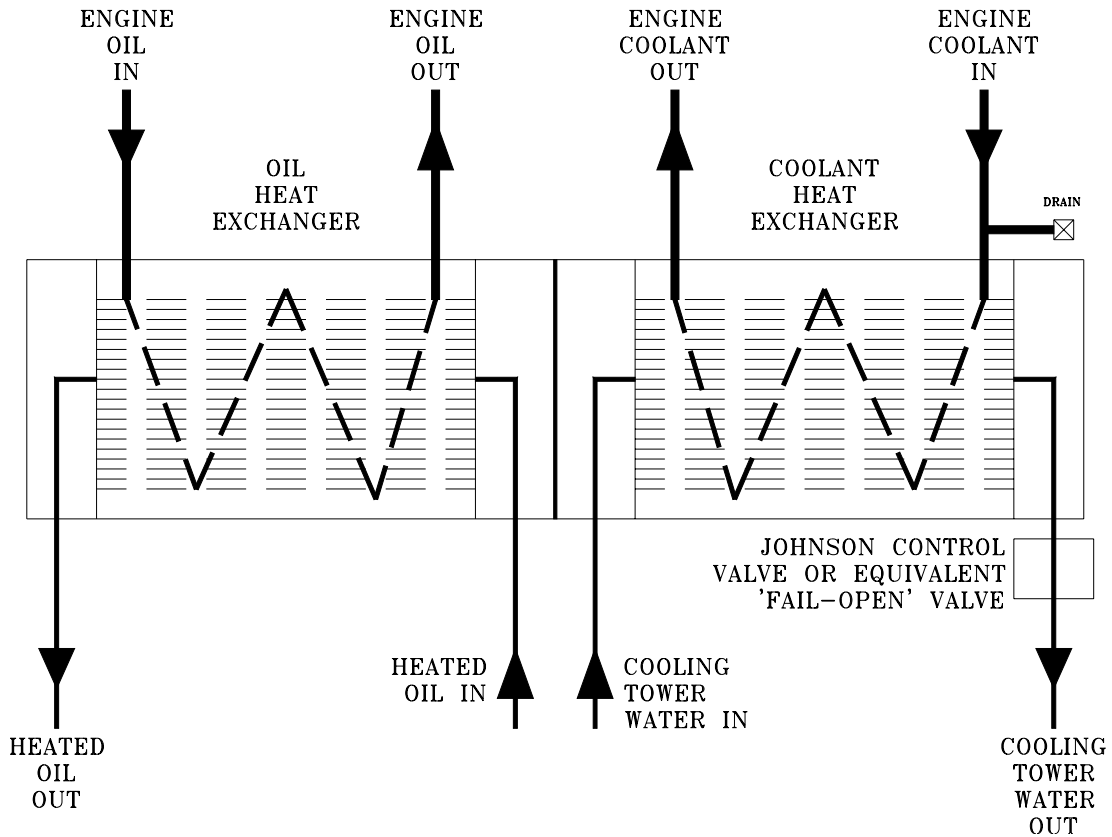 ENGINE
OIL
IN
ENGINE
OIL
OUT
ENGINE
COOLANT
OUT
ENGINE
COOLANT
IN
OIL
HEAT
EXCHANGER
COOLANT
HEAT
EXCHANGER
DRAIN
JOHNSON CONTROL
VALVE OR EQUIVALENT
'FAIL-OPEN' VALVE
HEATED
OIL IN
COOLING
TOWER
WATER IN
HEATED
OIL
OUT
COOLING
TOWER
WATER
OUT